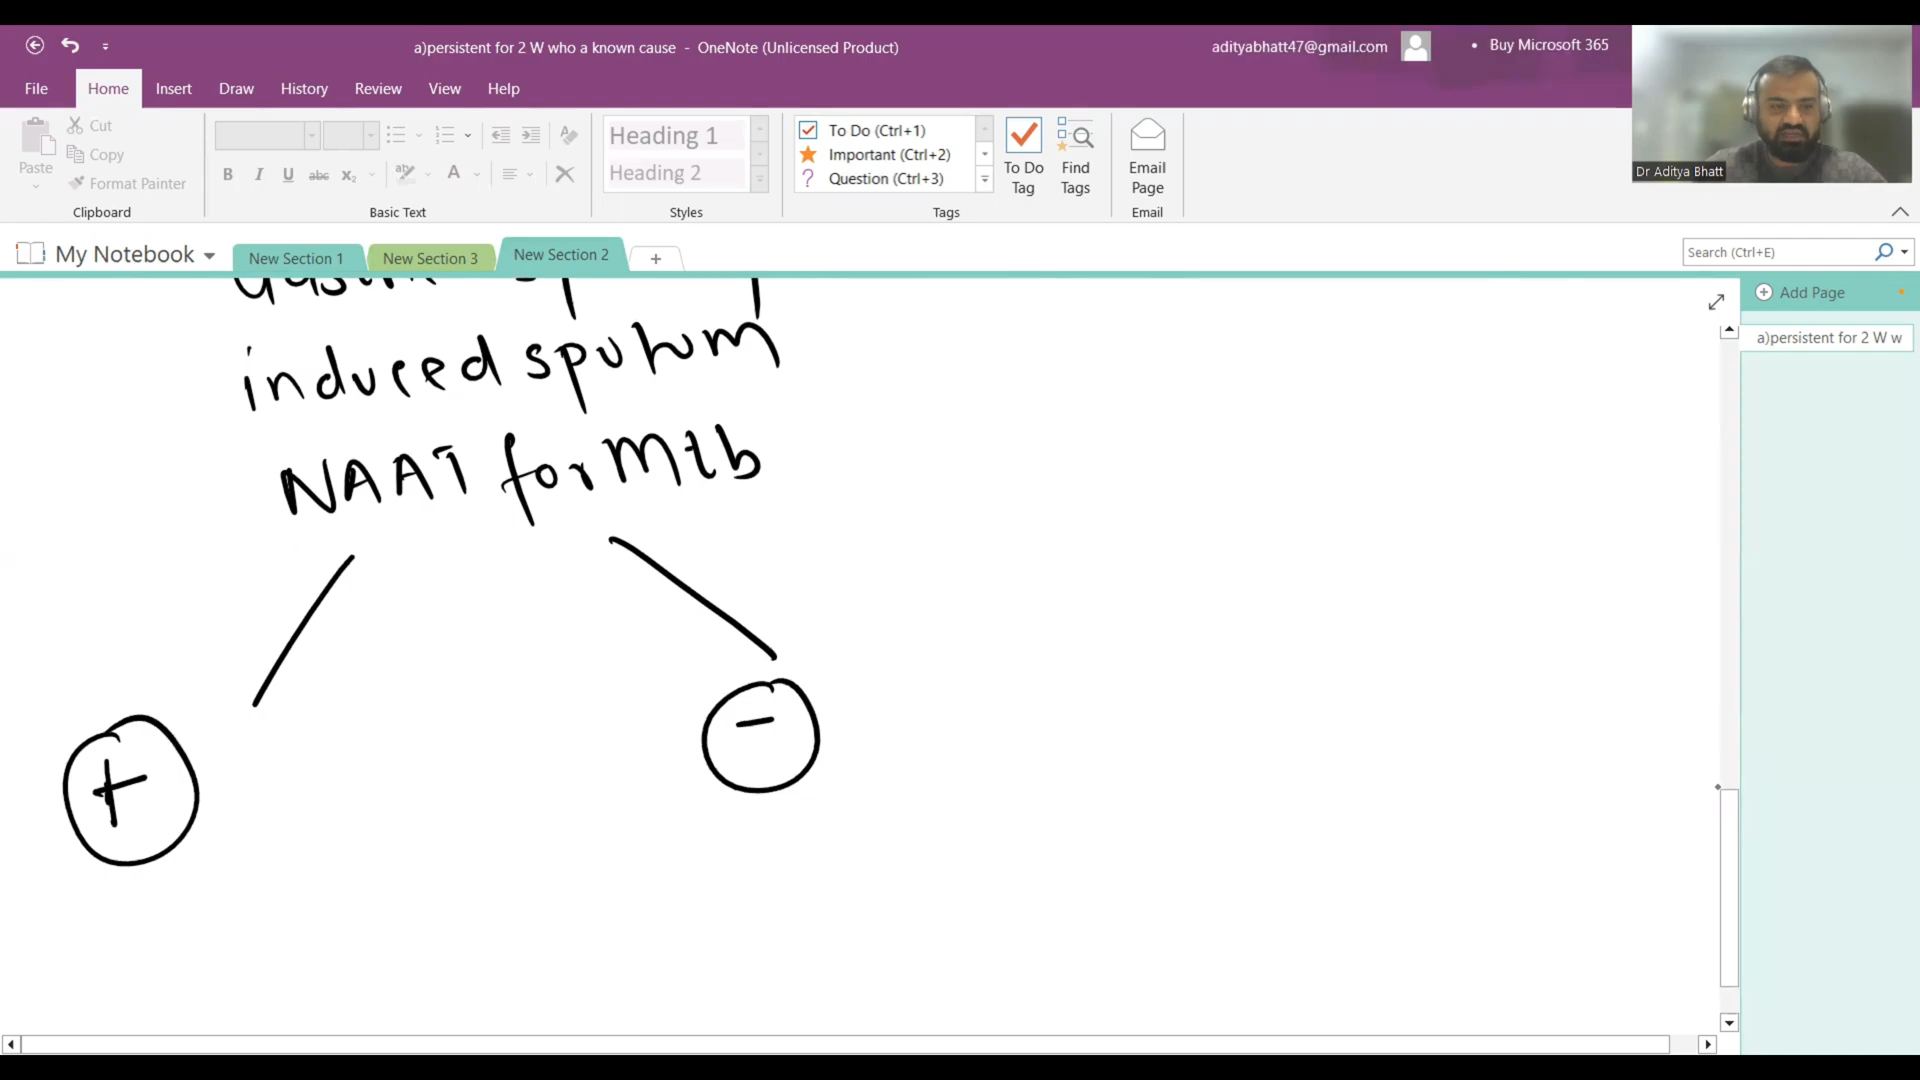 a)persistent for 2 W who a known cause - OneNote (Unlicensed Product)
adityabhatt47@gmail.com
Buy Microsoft 365
File Home Insert Draw History Review View Help
Paste
Cut
Copy
Format Painter
Clipboard
B I U abc x₂ ab A
Basic Text
Heading 1
Heading 2
Styles
To Do (Ctrl+1)
Important (Ctrl+2)
Question (Ctrl+3)
Tags
To Do
Tag
Find
Tags
Email
Page
Email
Dr Aditya Bhatt
My Notebook
New Section 1
New Section 3
New Section 2
+
Search (Ctrl+E)
Add Page
a)persistent for 2 W w
induced sputum
NAAT for Mtb
+
-